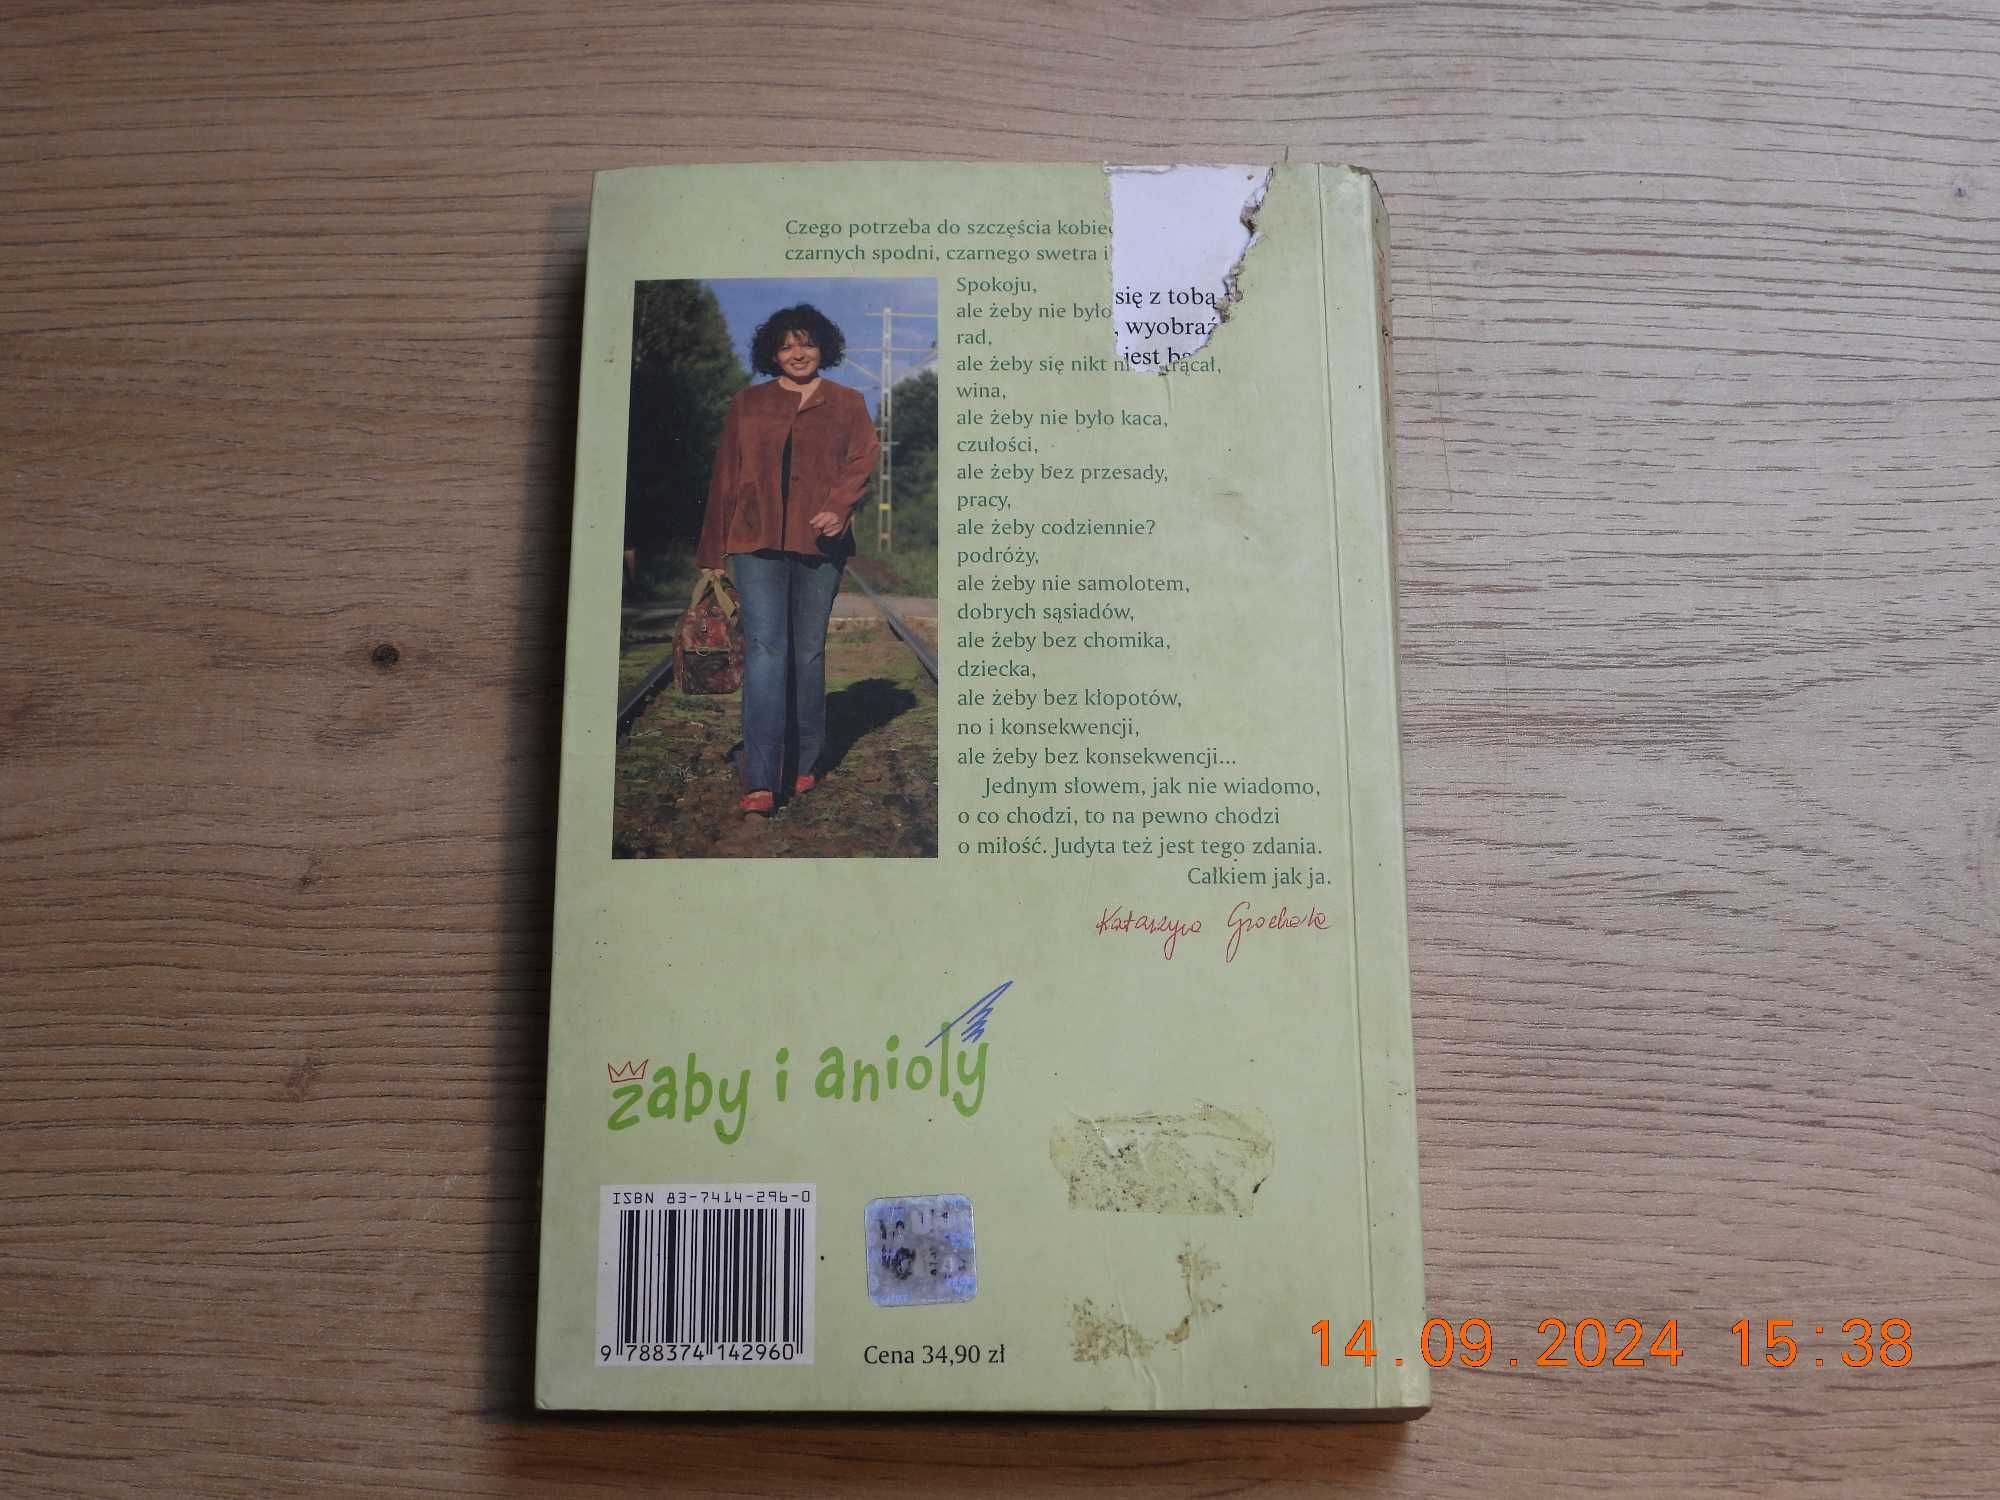 Czego potrzeba do szczęścia
czarnych spodni, czarnego swetra i
Spokoju,
ale żeby nie było
rad,
ale żeby się nikt
wina,
ale żeby nie było kaca,
czułości,
ale żeby bez przesady,
pracy,
ale żeby codziennie?
podróży,
ale żeby nie samolotem,
dobrych sąsiadów,
ale żeby bez chomika,
dziecka,
ale żeby bez kłopotów,
no i konsekwencji,
ale żeby bez konsekwencji...
Jednym słowem, jak nie wiadomo,
o co chodzi, to na pewno chodzi
o miłość. Judyta też jest tego zdania.
Całkiem jak ja.
się z tobą
, wyobraź
jest
Katarzyna Grochola
żaby i anioły
ISBN 83-7414-296-0
9 788374 142960
Cena 34,90 zł
14.09.2024 15:38